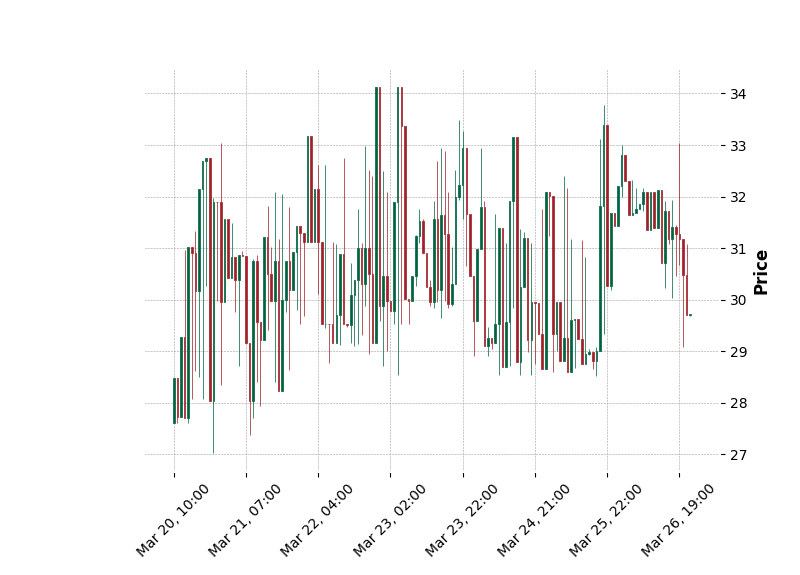 34
33
32
31
30
29
28
27
Price
Mar 20, 10:00
Mar 21, 07:00
Mar 22, 04:00
Mar 23, 02:00
Mar 23, 22:00
Mar 24, 21:00
Mar 25, 22:00
Mar 26, 19:00